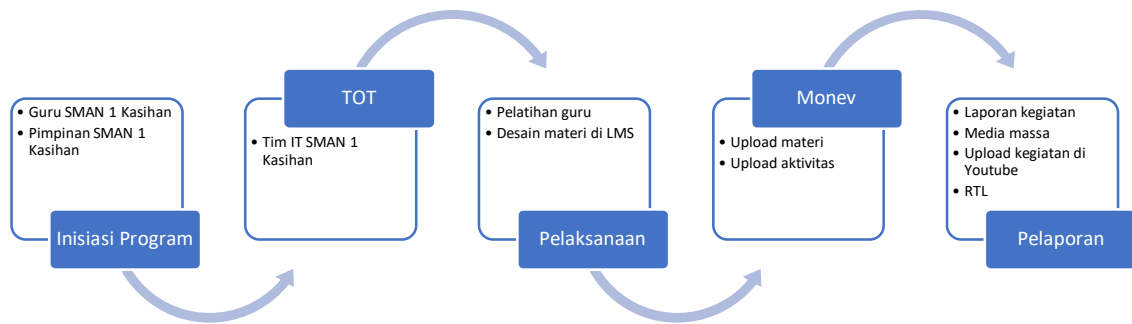 • Guru SMAN 1 Kasihan
• Pimpinan SMAN 1
Kasihan
Inisiasi Program
TOT
• Tim IT SMAN 1
Kasihan
• Pelatihan guru
• Desain materi di LMS
Pelaksanaan
Monev
• Upload materi
• Upload aktivitas
• Laporan kegiatan
• Media massa
• Upload kegiatan di
Youtube
• RTL
Pelaporan